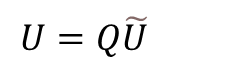 U = QŨ